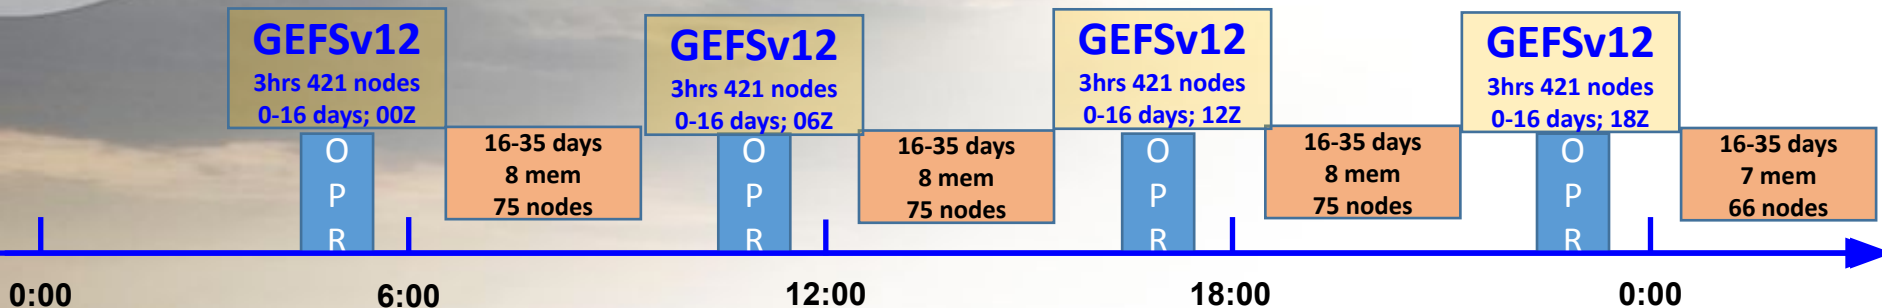 GEFSv12
3hrs 421 nodes
0-16 days; 00Z
GEFSv12
3hrs 421 nodes
0-16 days; 06Z
GEFSv12
3hrs 421 nodes
0-16 days; 12Z
GEFSv12
3hrs 421 nodes
0-16 days; 18Z
O
P
R
16-35 days
8 mem
75 nodes
O
P
R
16-35 days
8 mem
75 nodes
O
P
R
16-35 days
8 mem
75 nodes
O
P
R
16-35 days
7 mem
66 nodes
0:00
6:00
12:00
18:00
0:00